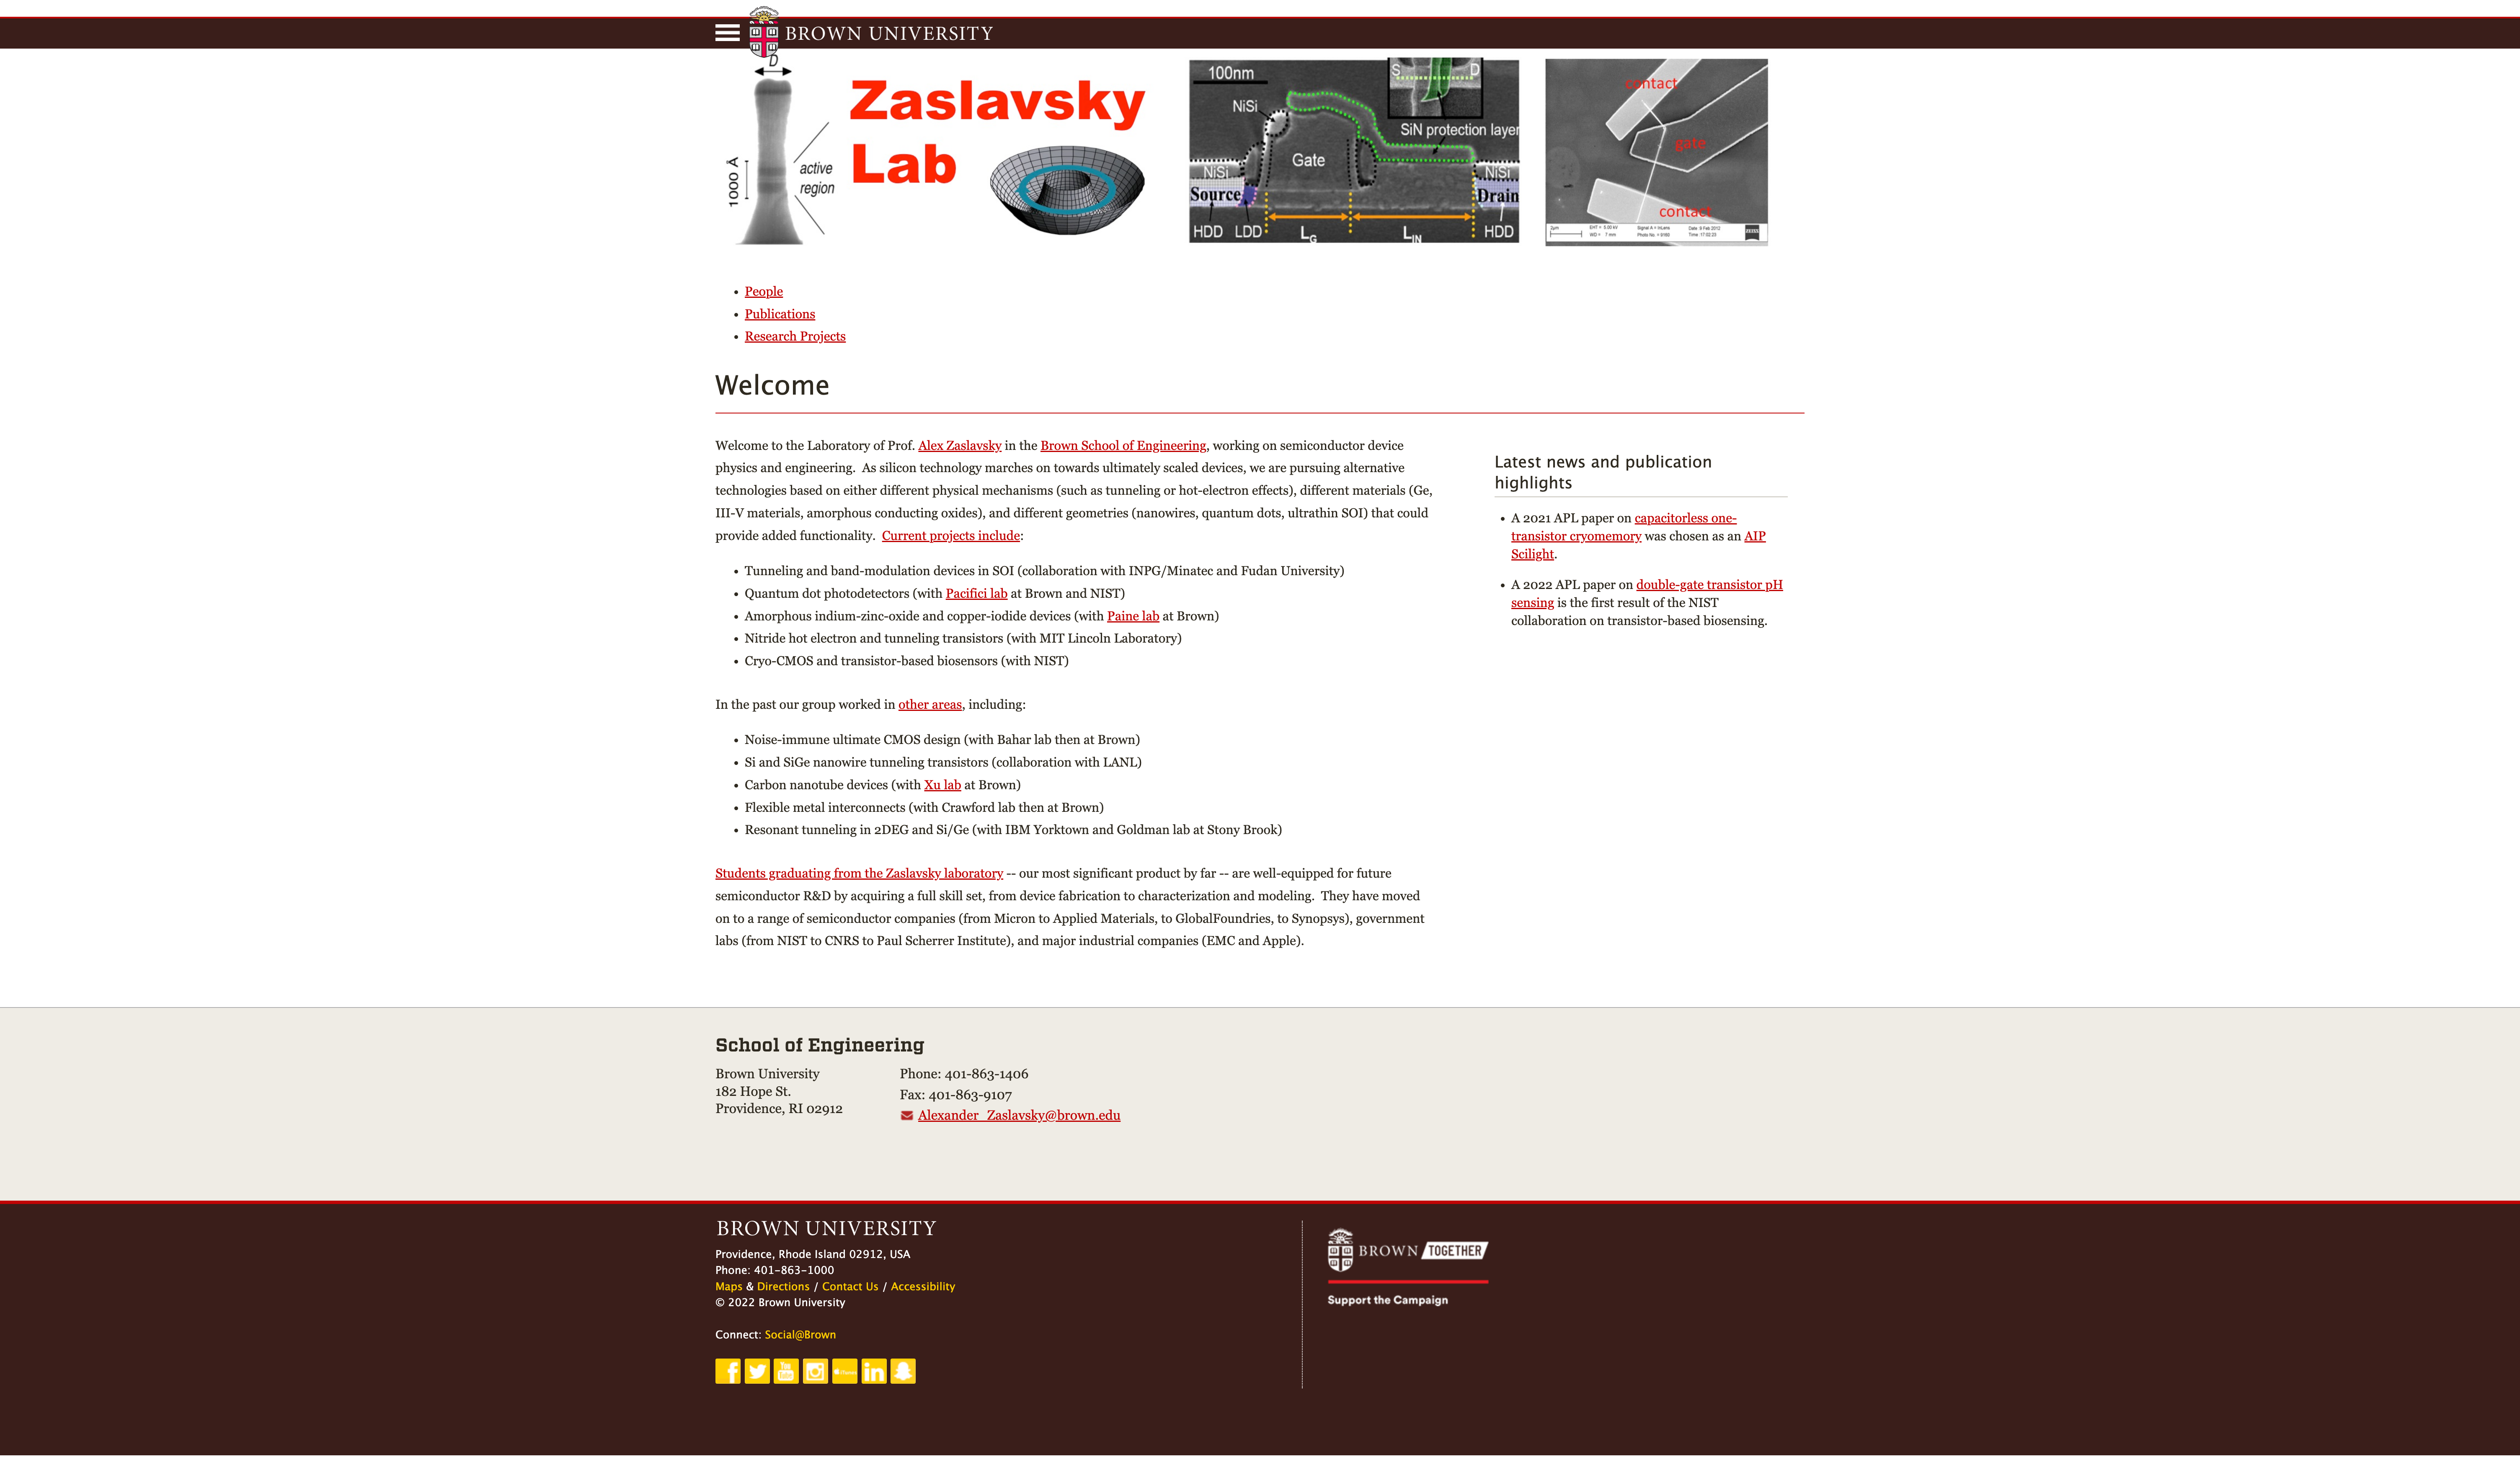 BROWN UNIVERSITY
D
1000 Å
active
region
Zaslavsky
Lab
100nm
NiSi
S
D
SiN protection layer
Gate
NiSi
NiSi
Source
Drain
HDD
LDD
LG
LIN
HDD
contact
gate
contact
People
Publications
Research Projects
Welcome
Welcome to the Laboratory of Prof. Alex Zaslavsky in the Brown School of Engineering, working on semiconductor device
physics and engineering.  As silicon technology marches on towards ultimately scaled devices, we are pursuing alternative
technologies based on either different physical mechanisms (such as tunneling or hot-electron effects), different materials (Ge,
III-V materials, amorphous conducting oxides), and different geometries (nanowires, quantum dots, ultrathin SOI) that could
provide added functionality.  Current projects include:
Tunneling and band-modulation devices in SOI (collaboration with INPG/Minatec and Fudan University)
Quantum dot photodetectors (with Pacifici lab at Brown and NIST)
Amorphous indium-zinc-oxide and copper-iodide devices (with Paine lab at Brown)
Nitride hot electron and tunneling transistors (with MIT Lincoln Laboratory)
Cryo-CMOS and transistor-based biosensors (with NIST)
In the past our group worked in other areas, including:
Noise-immune ultimate CMOS design (with Bahar lab then at Brown)
Si and SiGe nanowire tunneling transistors (collaboration with LANL)
Carbon nanotube devices (with Xu lab at Brown)
Flexible metal interconnects (with Crawford lab then at Brown)
Resonant tunneling in 2DEG and Si/Ge (with IBM Yorktown and Goldman lab at Stony Brook)
Students graduating from the Zaslavsky laboratory -- our most significant product by far -- are well-equipped for future
semiconductor R&D by acquiring a full skill set, from device fabrication to characterization and modeling.  They have moved
on to a range of semiconductor companies (from Micron to Applied Materials, to GlobalFoundries, to Synopsys), government
labs (from NIST to CNRS to Paul Scherrer Institute), and major industrial companies (EMC and Apple).
Latest news and publication
highlights
A 2021 APL paper on capacitorless one-
transistor cryomemory was chosen as an AIP
Scilight.
A 2022 APL paper on double-gate transistor pH
sensing is the first result of the NIST
collaboration on transistor-based biosensing.
School of Engineering
Brown University
182 Hope St.
Providence, RI 02912
Phone: 401-863-1406
Fax: 401-863-9107
Alexander_Zaslavsky@brown.edu
BROWN UNIVERSITY
Providence, Rhode Island 02912, USA
Phone: 401-863-1000
Maps & Directions / Contact Us / Accessibility
© 2022 Brown University
Connect: Social@Brown
BROWN TOGETHER
Support the Campaign